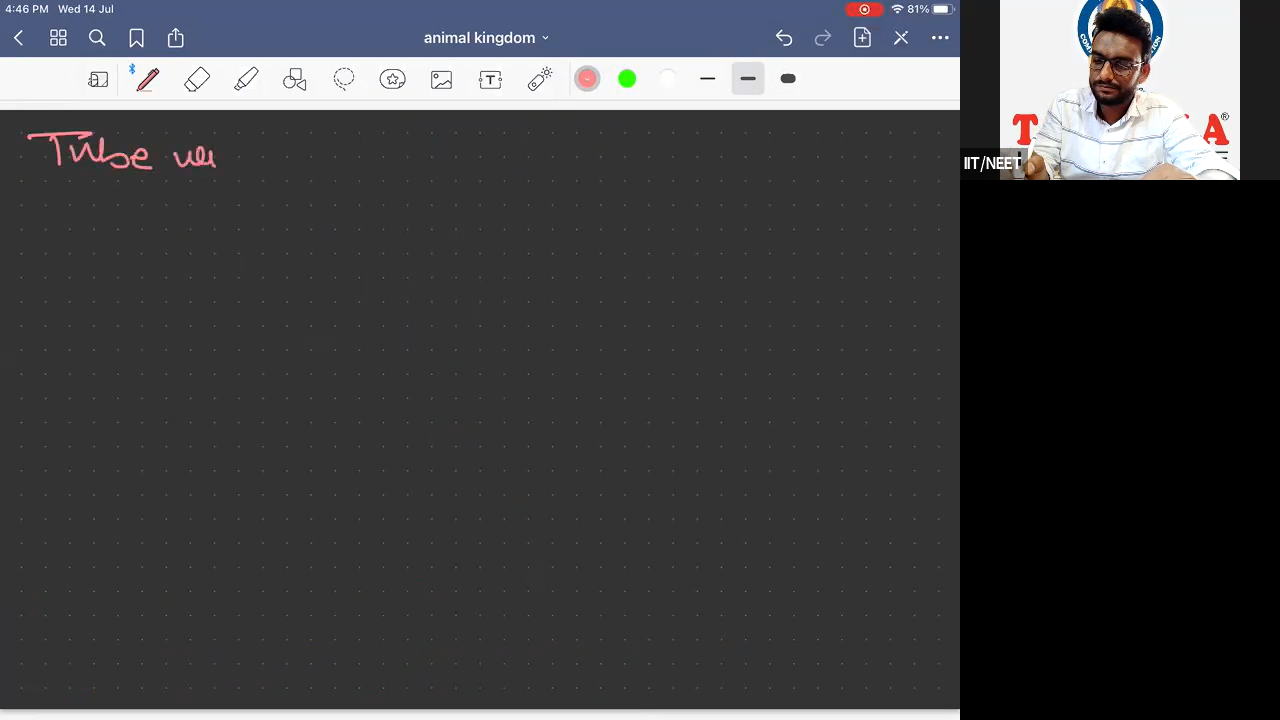 4:46 PM Wed 14 Jul 81%
animal kingdom
T
Tube
T A ®
IIT/NEET